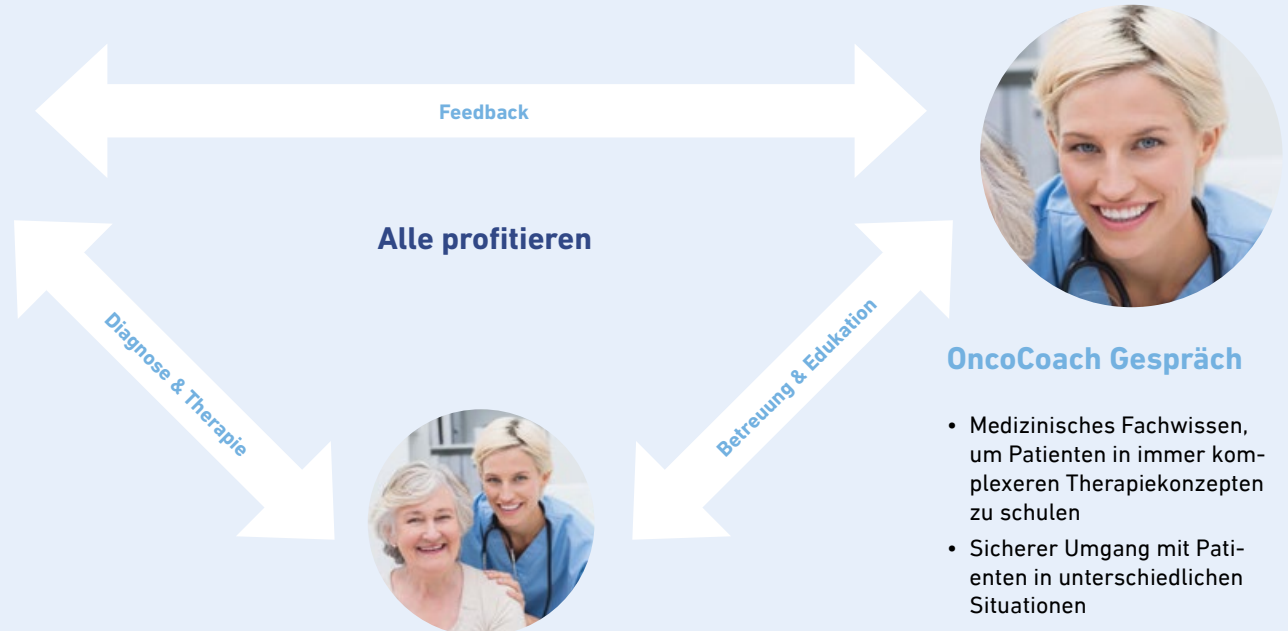 Feedback
Alle profitieren
Diagnose & Therapie
Betreuung & Edukation
OncoCoach Gespräch
• Medizinisches Fachwissen,
um Patienten in immer kom-
plexeren Therapiekonzepten
zu schulen
• Sicherer Umgang mit Pati-
enten in unterschiedlichen
Situationen